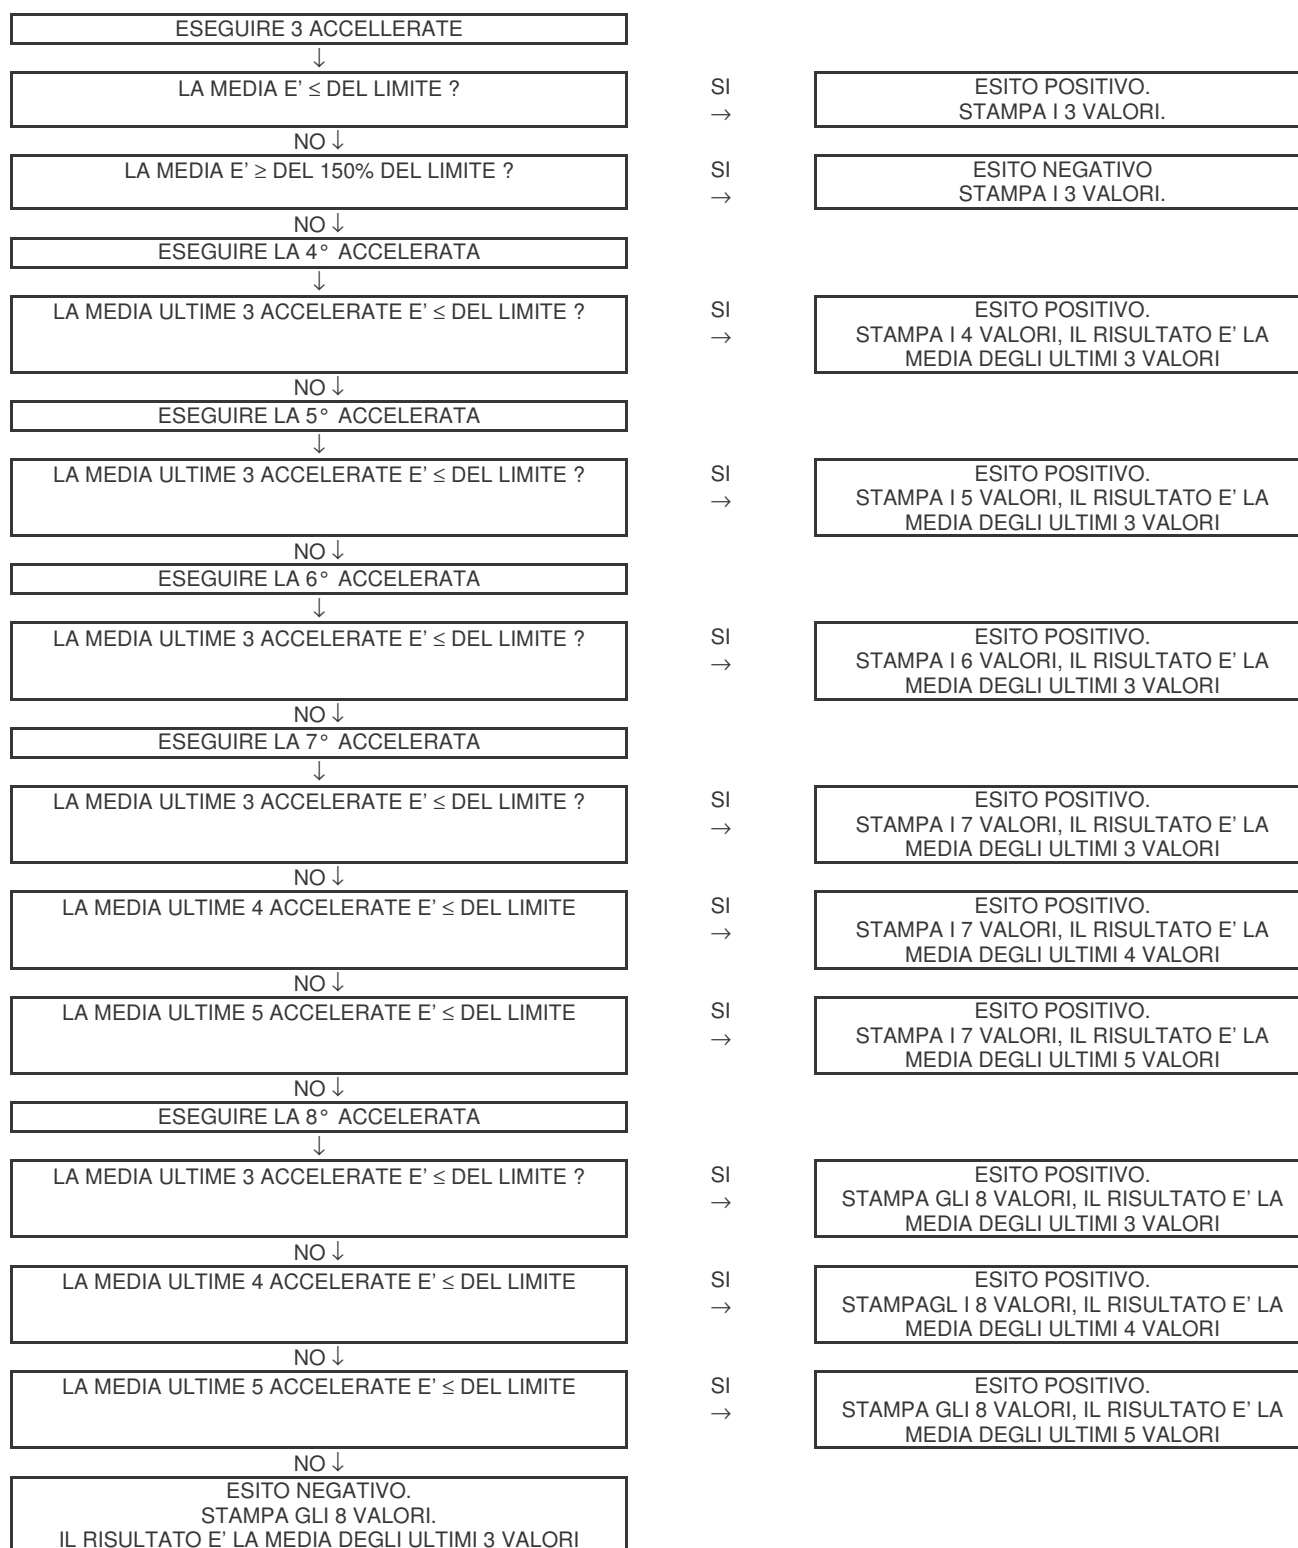 ESEGUIRE 3 ACCELLERATE
↓
LA MEDIA E' ≤ DEL LIMITE ?
SI
→
ESITO POSITIVO.
STAMPA I 3 VALORI.
NO ↓
LA MEDIA E' ≥ DEL 150% DEL LIMITE ?
SI
→
ESITO NEGATIVO
STAMPA I 3 VALORI.
NO ↓
ESEGUIRE LA 4° ACCELERATA
↓
LA MEDIA ULTIME 3 ACCELERATE E' ≤ DEL LIMITE ?
SI
→
ESITO POSITIVO.
STAMPA I 4 VALORI, IL RISULTATO E' LA
MEDIA DEGLI ULTIMI 3 VALORI
NO ↓
ESEGUIRE LA 5° ACCELERATA
↓
LA MEDIA ULTIME 3 ACCELERATE E' ≤ DEL LIMITE ?
SI
→
ESITO POSITIVO.
STAMPA I 5 VALORI, IL RISULTATO E' LA
MEDIA DEGLI ULTIMI 3 VALORI
NO ↓
ESEGUIRE LA 6° ACCELERATA
↓
LA MEDIA ULTIME 3 ACCELERATE E' ≤ DEL LIMITE ?
SI
→
ESITO POSITIVO.
STAMPA I 6 VALORI, IL RISULTATO E' LA
MEDIA DEGLI ULTIMI 3 VALORI
NO ↓
ESEGUIRE LA 7° ACCELERATA
↓
LA MEDIA ULTIME 3 ACCELERATE E' ≤ DEL LIMITE ?
SI
→
ESITO POSITIVO.
STAMPA I 7 VALORI, IL RISULTATO E' LA
MEDIA DEGLI ULTIMI 3 VALORI
NO ↓
LA MEDIA ULTIME 4 ACCELERATE E' ≤ DEL LIMITE
SI
→
ESITO POSITIVO.
STAMPA I 7 VALORI, IL RISULTATO E' LA
MEDIA DEGLI ULTIMI 4 VALORI
NO ↓
LA MEDIA ULTIME 5 ACCELERATE E' ≤ DEL LIMITE
SI
→
ESITO POSITIVO.
STAMPA I 7 VALORI, IL RISULTATO E' LA
MEDIA DEGLI ULTIMI 5 VALORI
NO ↓
ESEGUIRE LA 8° ACCELERATA
↓
LA MEDIA ULTIME 3 ACCELERATE E' ≤ DEL LIMITE ?
SI
→
ESITO POSITIVO.
STAMPA GLI 8 VALORI, IL RISULTATO E' LA
MEDIA DEGLI ULTIMI 3 VALORI
NO ↓
LA MEDIA ULTIME 4 ACCELERATE E' ≤ DEL LIMITE
SI
→
ESITO POSITIVO.
STAMPAGL I 8 VALORI, IL RISULTATO E' LA
MEDIA DEGLI ULTIMI 4 VALORI
NO ↓
LA MEDIA ULTIME 5 ACCELERATE E' ≤ DEL LIMITE
SI
→
ESITO POSITIVO.
STAMPA GLI 8 VALORI, IL RISULTATO E' LA
MEDIA DEGLI ULTIMI 5 VALORI
NO ↓
ESITO NEGATIVO.
STAMPA GLI 8 VALORI.
IL RISULTATO E' LA MEDIA DEGLI ULTIMI 3 VALORI